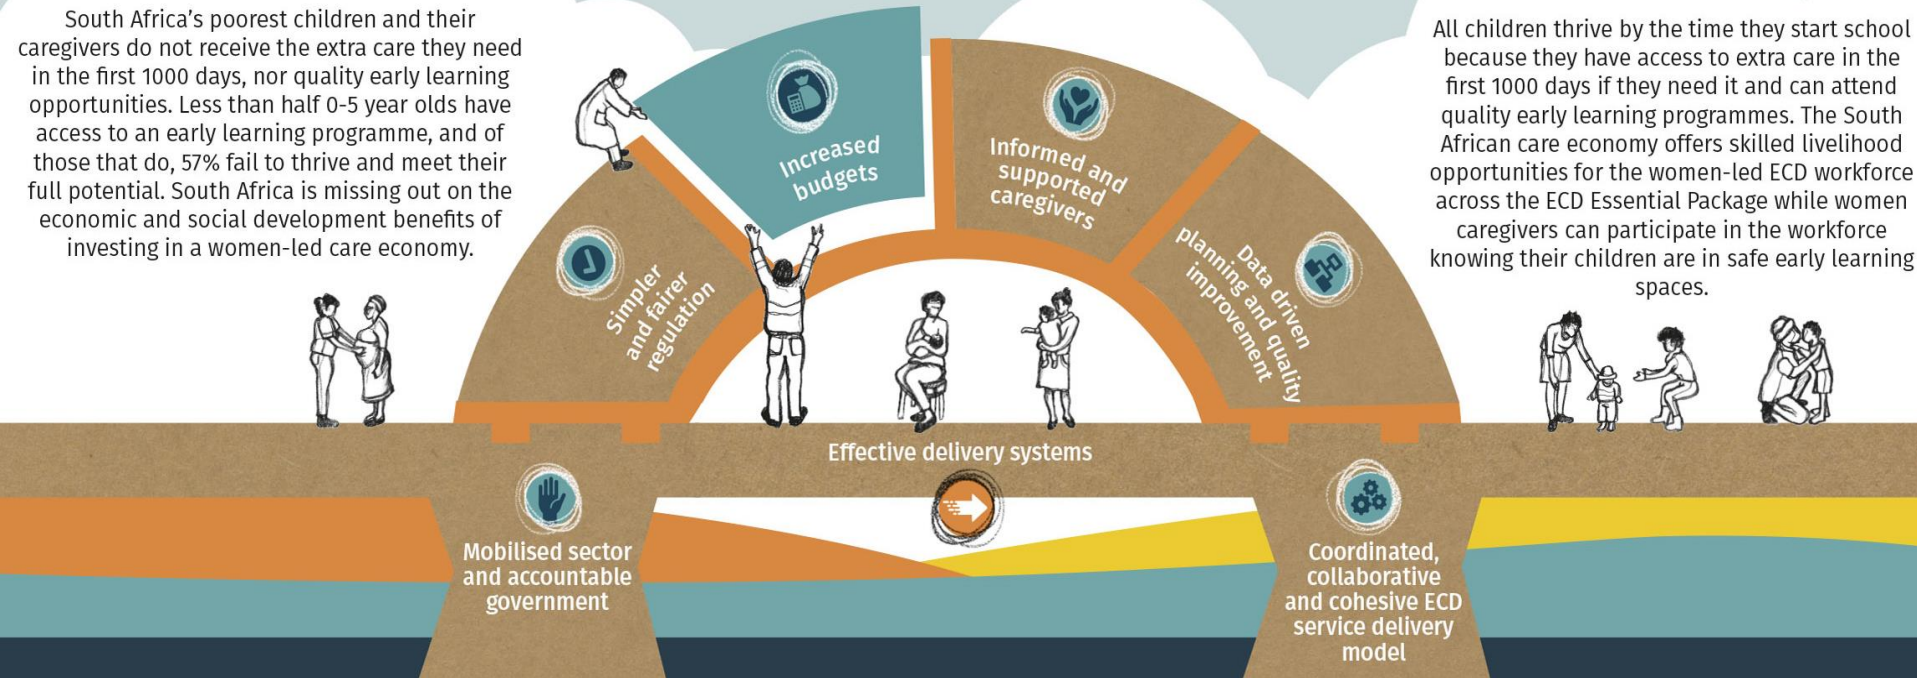 South Africa’s poorest children and their
caregivers do not receive the extra care they need
in the first 1000 days, nor quality early learning
opportunities. Less than half 0-5 year olds have
access to an early learning programme, and of
those that do, 57% fail to thrive and meet their
full potential. South Africa is missing out on the
economic and social development benefits of
investing in a women-led care economy.
Simpler
and fairer
regulation
Increased
budgets
Informed and
supported
caregivers
Data driven
planning and quality
improvement
All children thrive by the time they start school
because they have access to extra care in the
first 1000 days if they need it and can attend
quality early learning programmes. The South
African care economy offers skilled livelihood
opportunities for the women-led ECD workforce
across the ECD Essential Package while women
caregivers can participate in the workforce
knowing their children are in safe early learning
spaces.
Effective delivery systems
Mobilised sector
and accountable
government
Coordinated,
collaborative
and cohesive ECD
service delivery
model